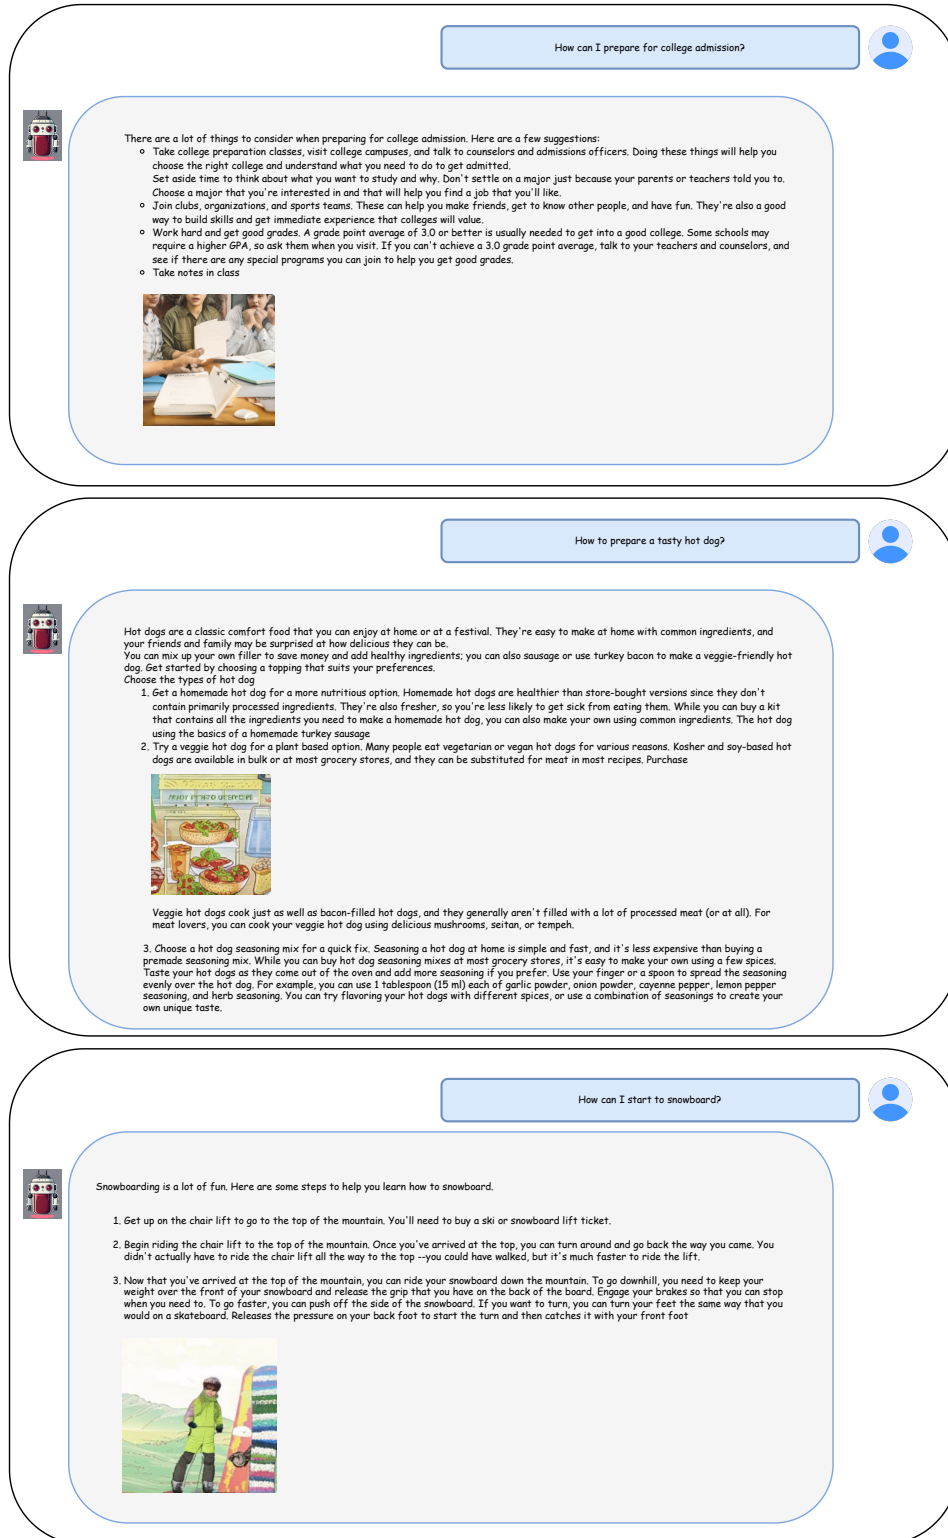 How can I prepare for college admission?
There are a lot of things to consider when preparing for college admission. Here are a few suggestions:
Take college preparation classes, visit college campuses, and talk to counselors and admissions officers. Doing these things will help you
choose the right college and understand what you need to do to get admitted.
Set aside time to think about what you want to study and why. Don't settle on a major just because your parents or teachers told you to.
Choose a major that you're interested in and that will help you find a job that you'll like.
Join clubs, organizations, and sports teams. These can help you make friends, get to know other people, and have fun. They're also a good
way to build skills and get immediate experience that colleges will value.
Work hard and get good grades. A grade point average of 3.0 or better is usually needed to get into a good college. Some schools may
require a higher GPA, so ask them when you visit. If you can't achieve a 3.0 grade point average, talk to your teachers and counselors, and
see if there are any special programs you can join to help you get good grades.
Take notes in class
How to prepare a tasty hot dog?
Hot dogs are a classic comfort food that you can enjoy at home or at a festival. They're easy to make at home with common ingredients, and
your friends and family may be surprised at how delicious they can be.
You can mix up your own filler to save money and add healthy ingredients; you can also sausage or use turkey bacon to make a veggie-friendly hot
dog. Get started by choosing a topping that suits your preferences.
Choose the types of hot dog
1. Get a homemade hot dog for a more nutritious option. Homemade hot dogs are healthier than store-bought versions since they don't
contain primarily processed ingredients. They're also fresher, so you're less likely to get sick from eating them. While you can buy a kit
that contains all the ingredients you need to make a homemade hot dog, you can also make your own using common ingredients. The hot dog
using the basics of a homemade turkey sausage
2. Try a veggie hot dog for a plant based option. Many people eat vegetarian or vegan hot dogs for various reasons. Kosher and soy-based hot
dogs are available in bulk or at most grocery stores, and they can be substituted for meat in most recipes. Purchase
Veggie hot dogs cook just as well as bacon-filled hot dogs, and they generally aren't filled with a lot of processed meat (or at all). For
meat lovers, you can cook your veggie hot dog using delicious mushrooms, seitan, or tempeh.
3. Choose a hot dog seasoning mix for a quick fix. Seasoning a hot dog at home is simple and fast, and it's less expensive than buying a
premade seasoning mix. While you can buy hot dog seasoning mixes at most grocery stores, it's easy to make your own using a few spices.
Taste your hot dogs as they come out of the oven and add more seasoning if you prefer. Use your finger or a spoon to spread the seasoning
evenly over the hot dog. For example, you can use 1 tablespoon (15 ml) each of garlic powder, onion powder, cayenne pepper, lemon pepper
seasoning, and herb seasoning. You can try flavoring your hot dogs with different spices, or use a combination of seasonings to create your
own unique taste.
How can I start to snowboard?
Snowboarding is a lot of fun. Here are some steps to help you learn how to snowboard.
1. Get up on the chair lift to go to the top of the mountain. You'll need to buy a ski or snowboard lift ticket.
2. Begin riding the chair lift to the top of the mountain. Once you've arrived at the top, you can turn around and go back the way you came. You
didn't actually have to ride the chair lift all the way to the top --you could have walked, but it's much faster to ride the lift.
3. Now that you've arrived at the top of the mountain, you can ride your snowboard down the mountain. To go downhill, you need to keep your
weight over the front of your snowboard and release the grip that you have on the back of the board. Engage your brakes so that you can stop
when you need to. To go faster, you can push off the side of the snowboard. If you want to turn, you can turn your feet the same way that you
would on a skateboard. Releases the pressure on your back foot to start the turn and then catches it with your front foot